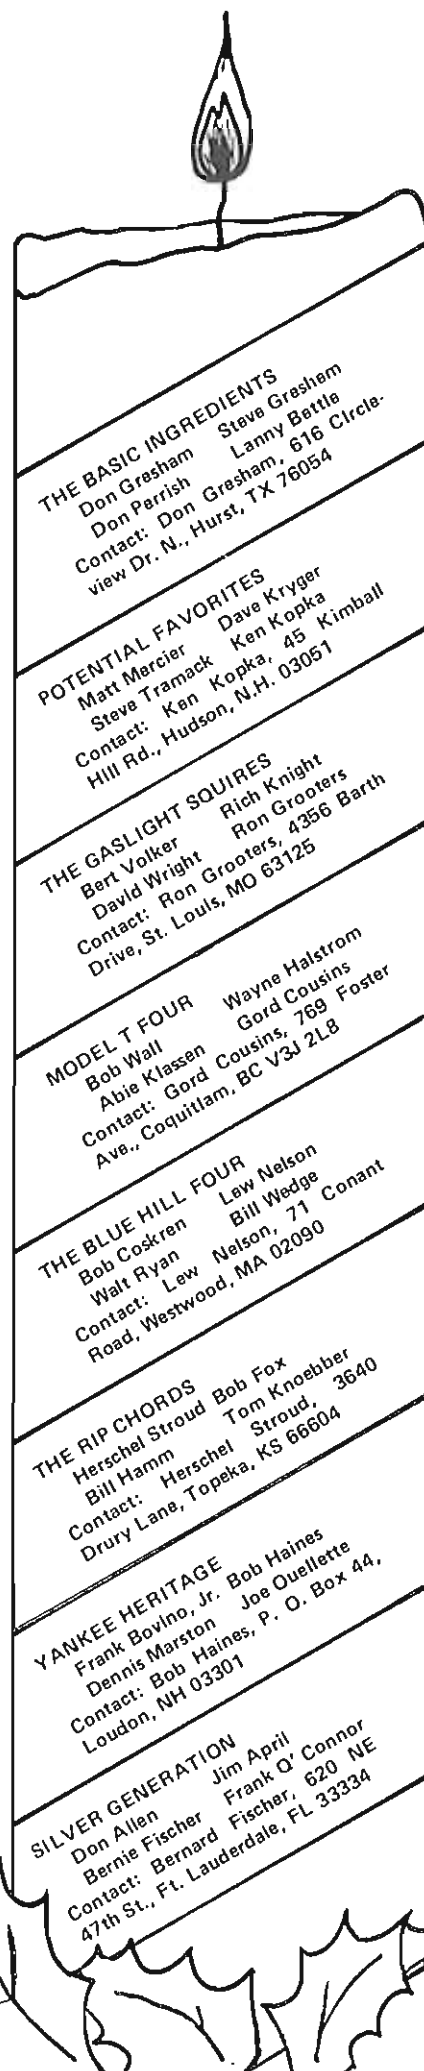 THE BASIC INGREDIENTS
Don Gresham Steve Gresham
Don Perrish Lanny Battle
Contact: Don Gresham, 616 Circle-
view Dr. N., Hurst, TX 76054
POTENTIAL FAVORITES
Matt Mercier Dave Kryger
Steve Tramack Ken Kopka
Contact: Ken Kopka, 45 Kimball
Hill Rd., Hudson, N.H. 03051
THE GASLIGHT SQUIRES
Bert Volker Rich Knight
David Wright Ron Grooters
Contact: Ron Grooters, 4356 Barth
Drive, St. Louis, MO 63125
MODEL T FOUR
Bob Wall Wayne Halstrom
Abie Klassen Gord Cousins
Contact: Gord Cousins, 769 Foster
Ave., Coquitlam, BC V3J 2L8
THE BLUE HILL FOUR
Bob Coskren Lew Nelson
Walt Ryan Bill Wedge
Contact: Lew Nelson, 71 Conant
Road, Westwood, MA 02090
THE RIP CHORDS
Herschel Stroud Bob Fox
Bill Hamm Tom Knoebber
Contact: Herschel Stroud, 3640
Drury Lane, Topeka, KS 66604
YANKEE HERITAGE
Frank Bovino, Jr. Bob Haines
Dennis Marston Joe Ouellette
Contact: Bob Haines, P. O. Box 44,
Loudon, NH 03301
SILVER GENERATION
Don Allen Jim April
Bernie Fischer Frank O' Connor
Contact: Bernard Fischer, 620 NE
47th St., Ft. Lauderdale, FL 33334